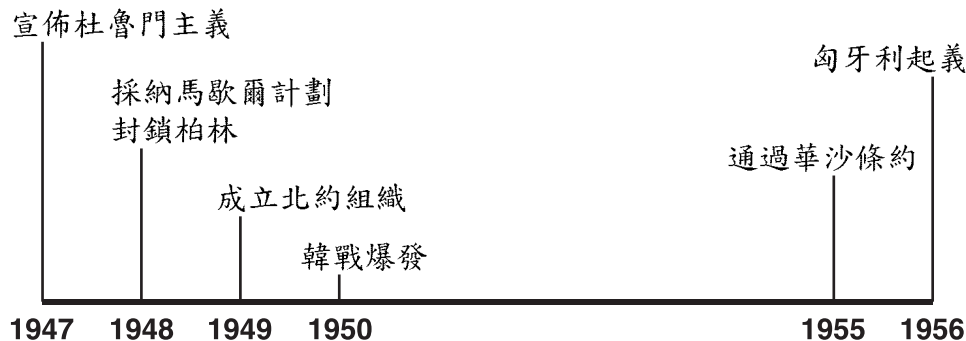 宣佈杜魯門主義
匈牙利起義
採納馬歇爾計劃
封鎖柏林
通過華沙條約
成立北約組織
韓戰爆發
1947 1948 1949 1950 1955 1956